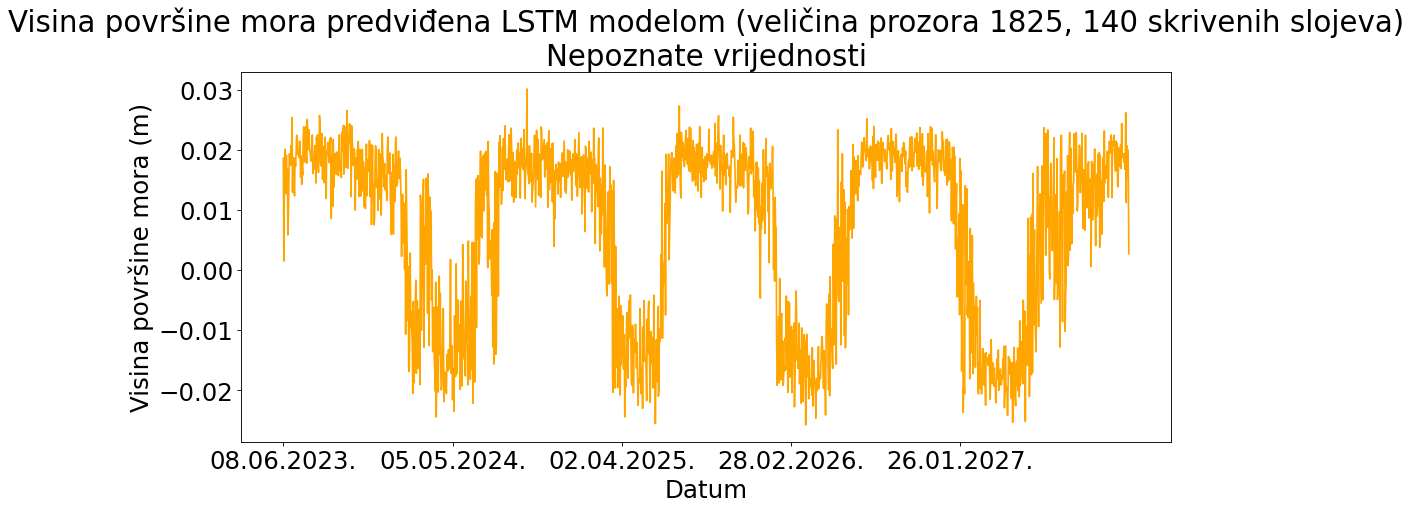 Visina površine mora predviđena LSTM modelom (veličina prozora 1825, 140 skrivenih slojeva)
Nepoznate vrijednosti
Visina površine mora (m)
0.03
0.02
0.01
0.00
−0.01
−0.02
08.06.2023. 05.05.2024. 02.04.2025. 28.02.2026. 26.01.2027.
Datum